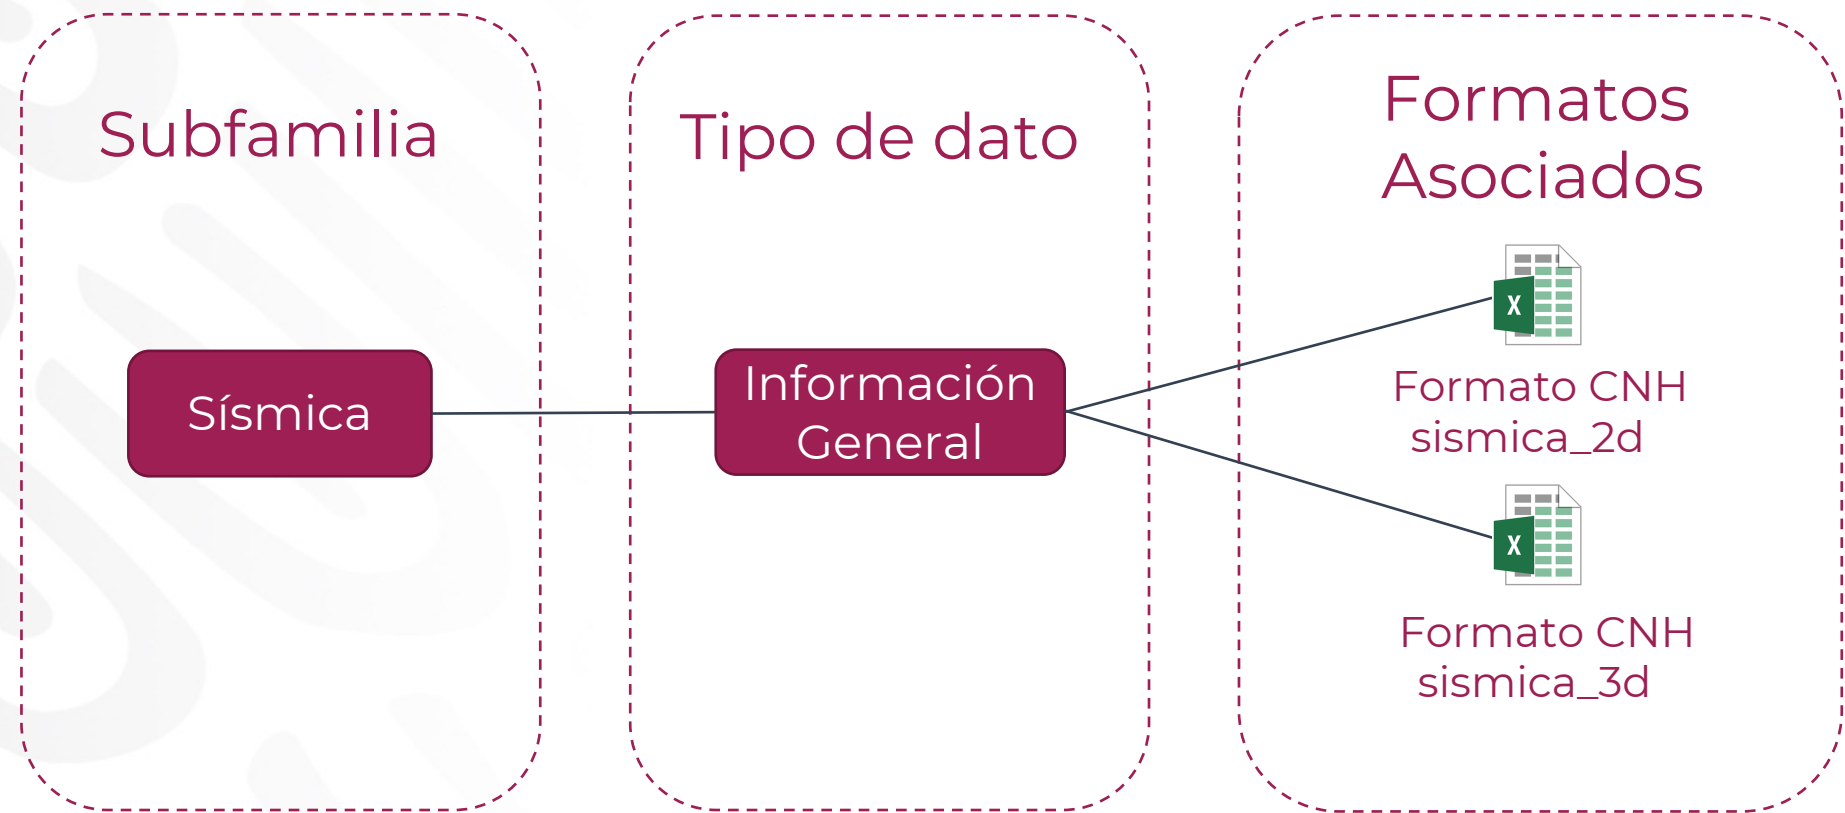 Subfamilia
Sísmica
Tipo de dato
Información
General
Formatos
Asociados
X
Formato CNH
sismica_2d
X
Formato CNH
sismica_3d